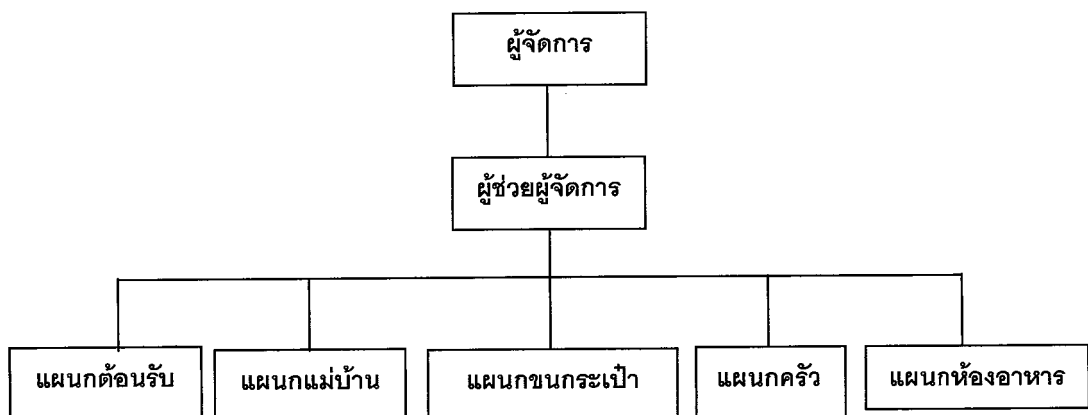 ผู้จัดการ
ผู้ช่วยผู้จัดการ
แผนกต้อนรับ
แผนกแม่บ้าน
แผนกขนกระเป๋า
แผนกครัว
แผนกห้องอาหาร